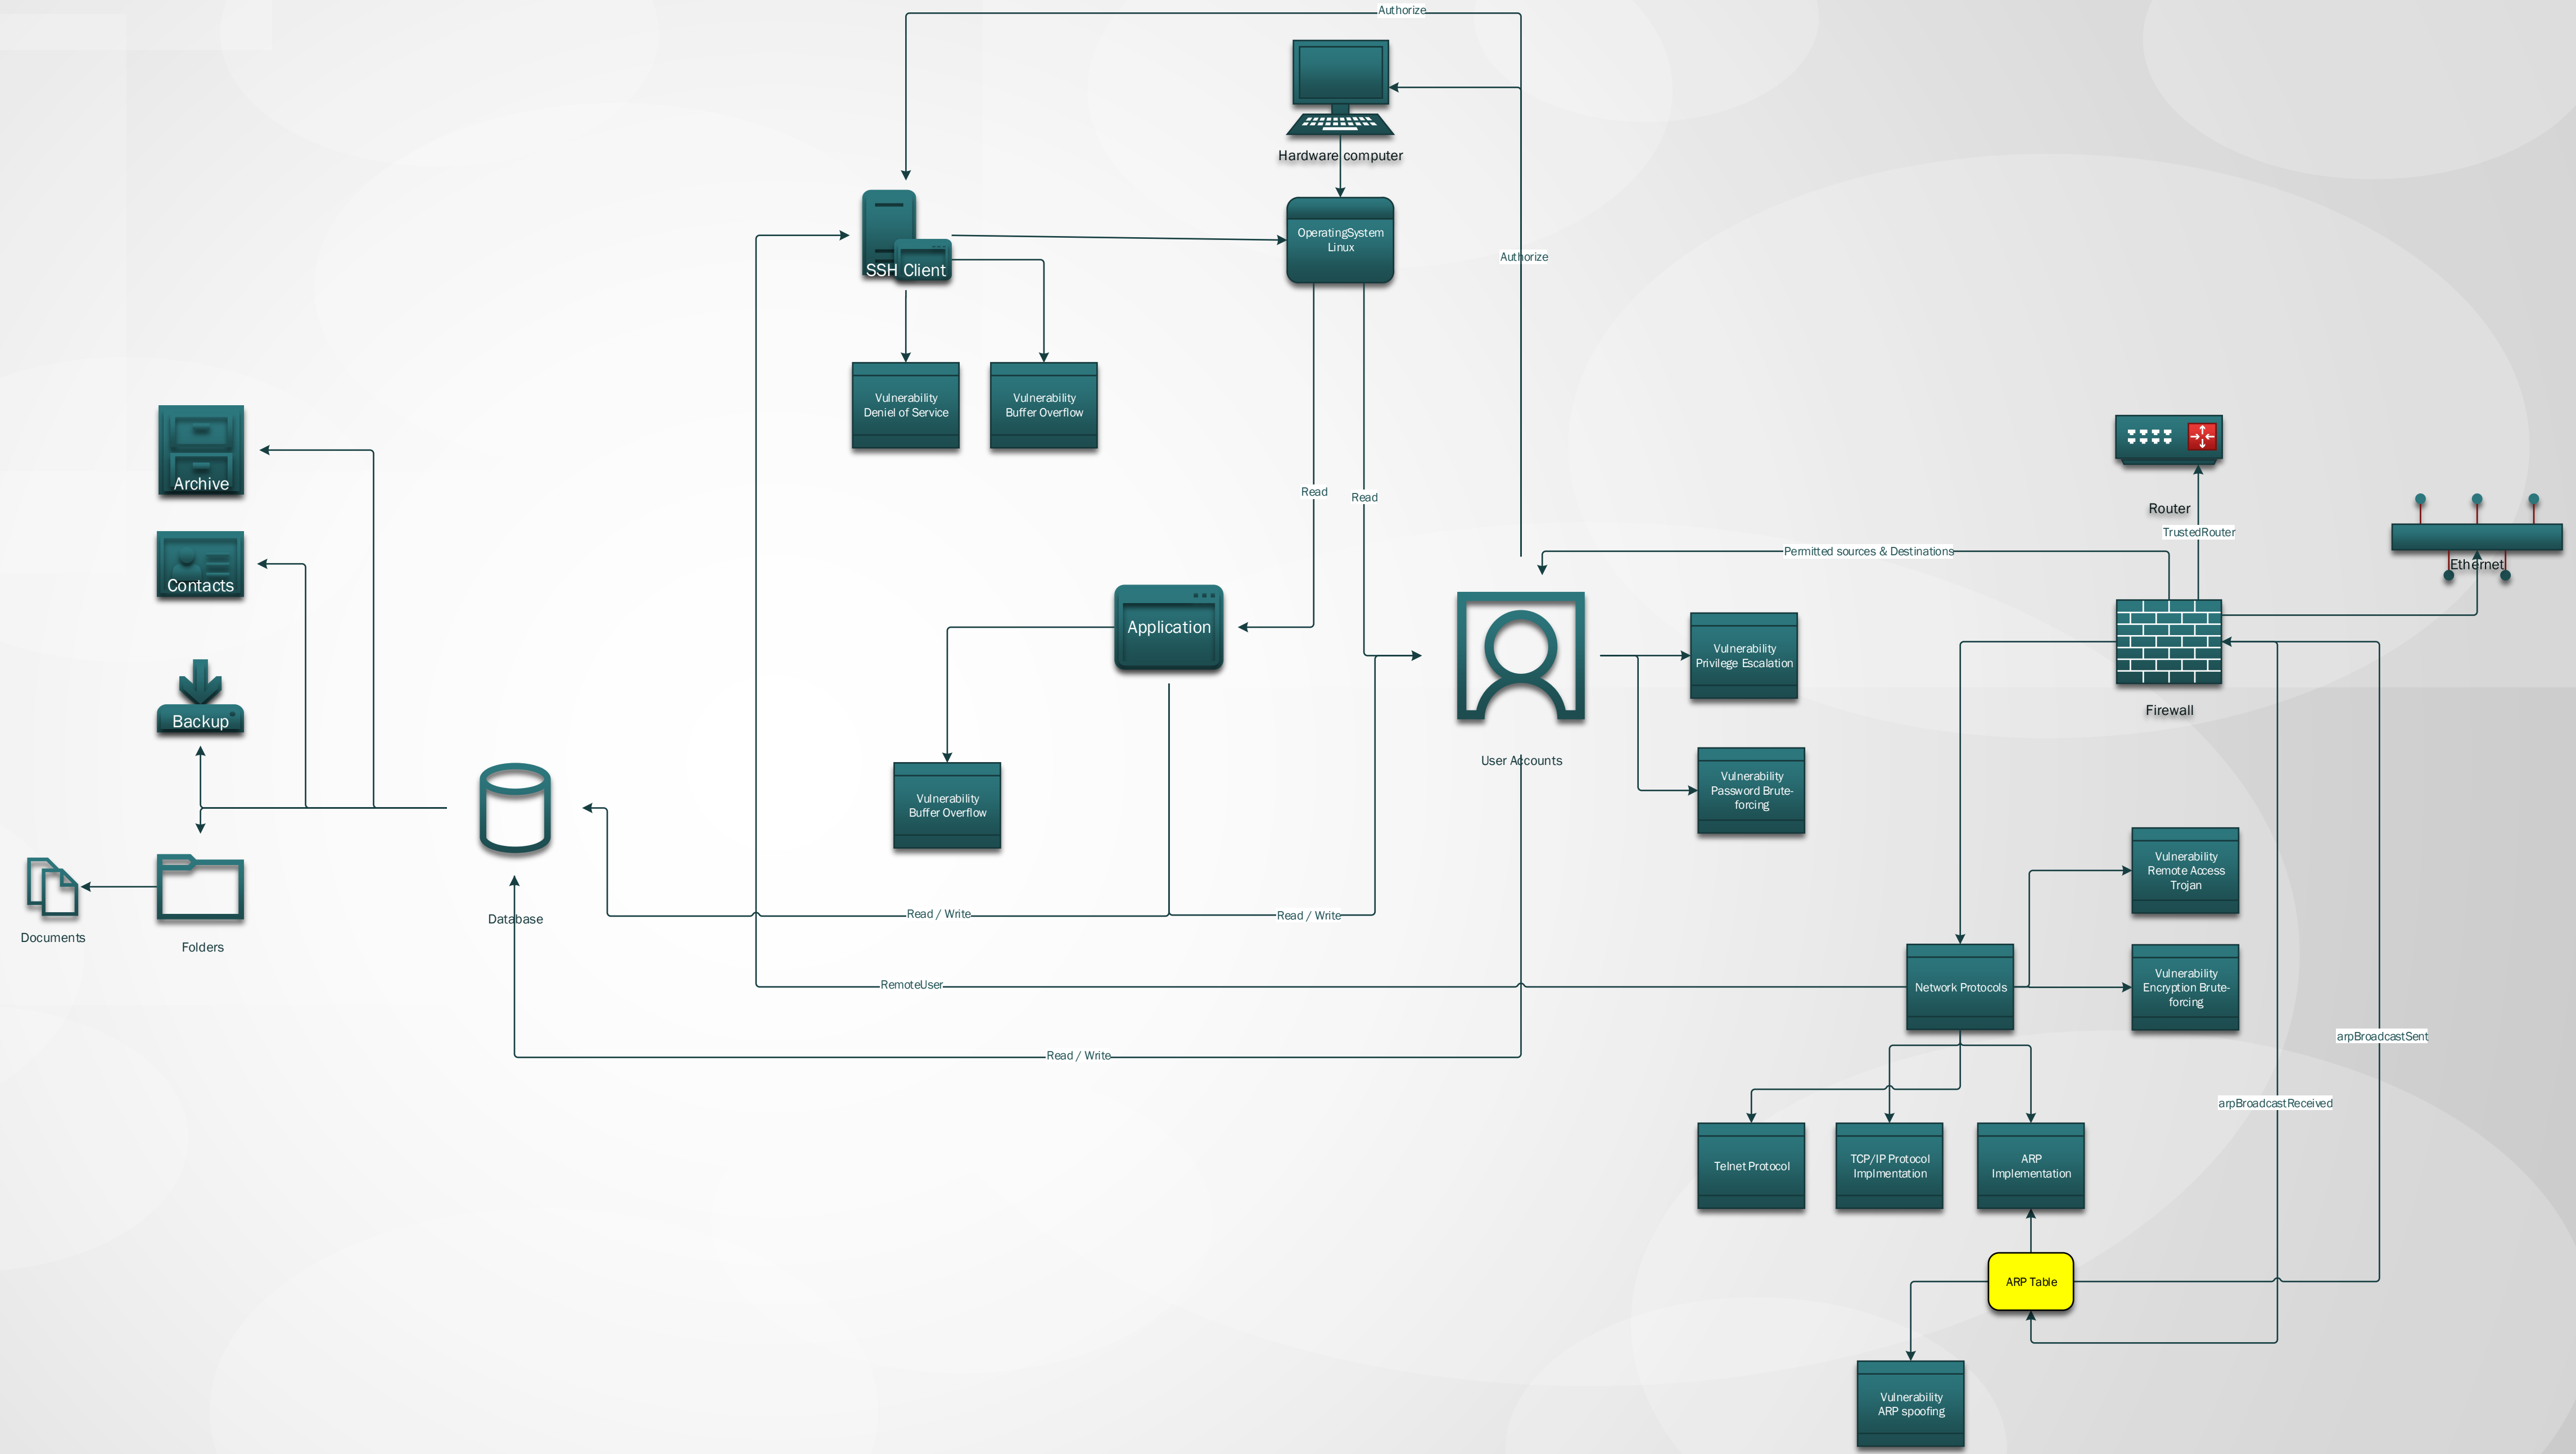 Authorize
Hardware computer
OperatingSystem
Linux
SSH Client
Authorize
Vulnerability
Deniel of Service
Vulnerability
Buffer Overflow
Archive
Read
Read
Router
TrustedRouter
Permitted sources & Destinations
Ethernet
Contacts
Application
Vulnerability
Privilege Escalation
Firewall
Backup
User Accounts
Vulnerability
Password Brute-
forcing
Vulnerability
Buffer Overflow
Vulnerability
Remote Access
Trojan
Database
Read / Write
Read / Write
Documents
Folders
RemoteUser
Network Protocols
Vulnerability
Encryption Brute-
forcing
arpBroadcastSent
Read / Write
arpBroadcastReceived
Telnet Protocol
TCP/IP Protocol
Implmentation
ARP
Implementation
ARP Table
Vulnerability
ARP spoofing